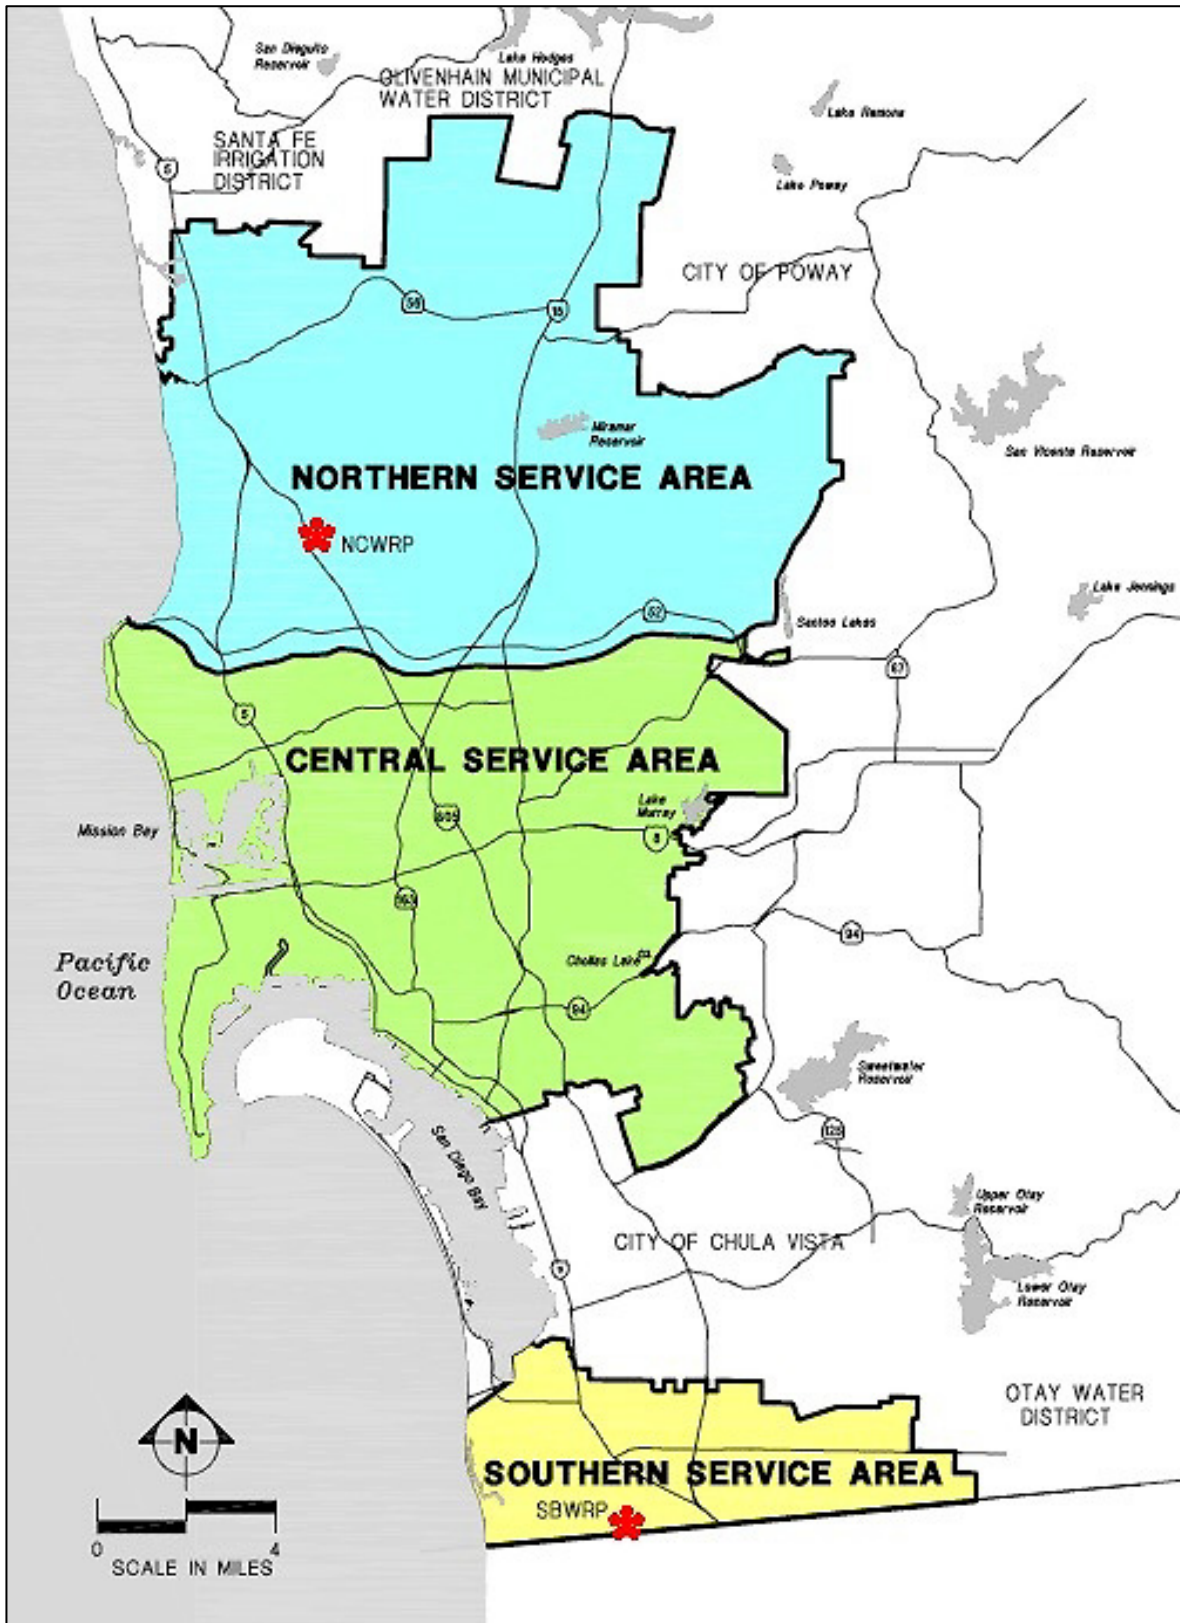 San Dieguito
Reservoir
Lake Hodges
OLIVENHAIN MUNICIPAL
WATER DISTRICT
Lake Ramona
SANTA FE
IRRIGATION
DISTRICT
5
Lake Poway
CITY OF POWAY
56
15
Miramar
Reservoir
San Vicente Reservoir
NORTHERN SERVICE AREA
NCWRP
Lake Jennings
52
Santee Lakes
67
5
CENTRAL SERVICE AREA
Lake
Murray
Mission Bay
805
8
163
94
Pacific
Ocean
Chollas Lake
94
Sweetwater
Reservoir
125
San Diego Bay
Upper Otay
Reservoir
CITY OF CHULA VISTA
5
Lower Otay
Reservoir
OTAY WATER
DISTRICT
N
SOUTHERN SERVICE AREA
SBWRP
0 4
SCALE IN MILES